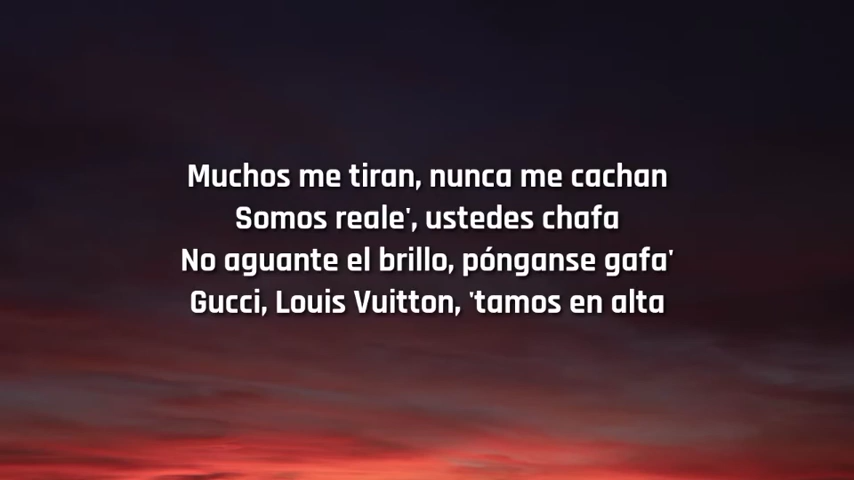 Muchos me tiran, nunca me cachan
Somos reale', ustedes chafa
No aguante el brillo, pónganse gafa'
Gucci, Louis Vuitton, 'tamos en alta